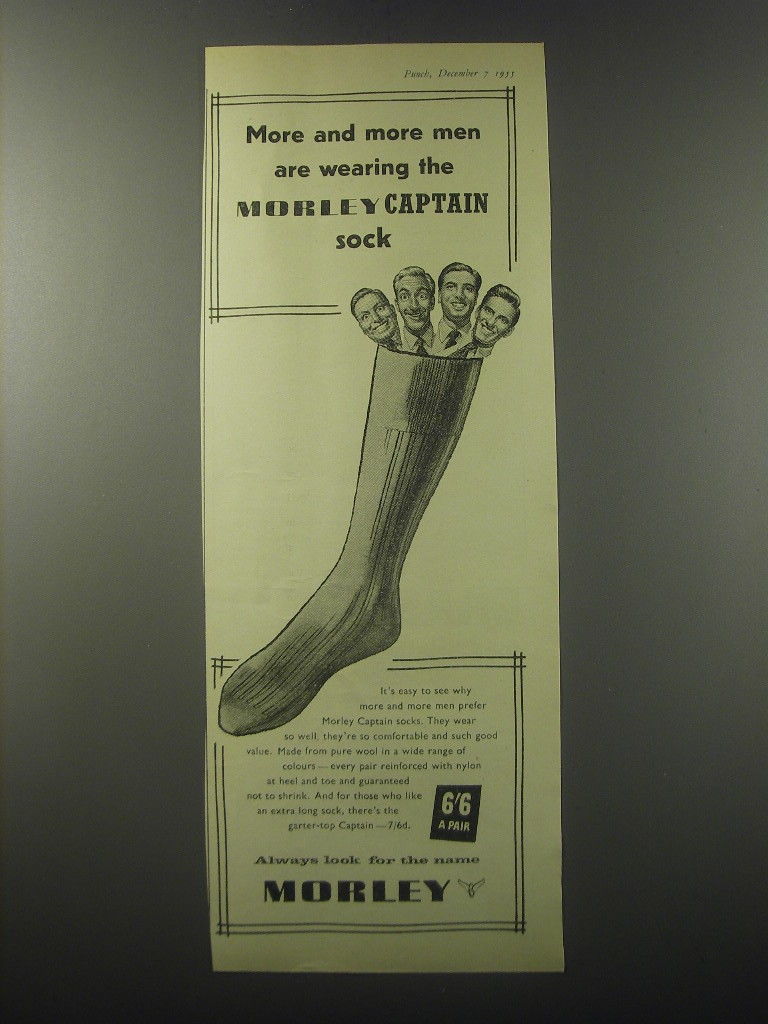 Punch, December 7 1955
More and more men
are wearing the
MORLEY CAPTAIN
sock
It's easy to see why
more and more men prefer
Morley Captain socks. They wear
so well, they're so comfortable and such good
value. Made from pure wool in a wide range of
colours — every pair reinforced with nylon
at heel and toe and guaranteed
not to shrink. And for those who like
an extra long sock, there's the
garter-top Captain — 7/6d.
6/6
A PAIR
Always look for the name
MORLEY